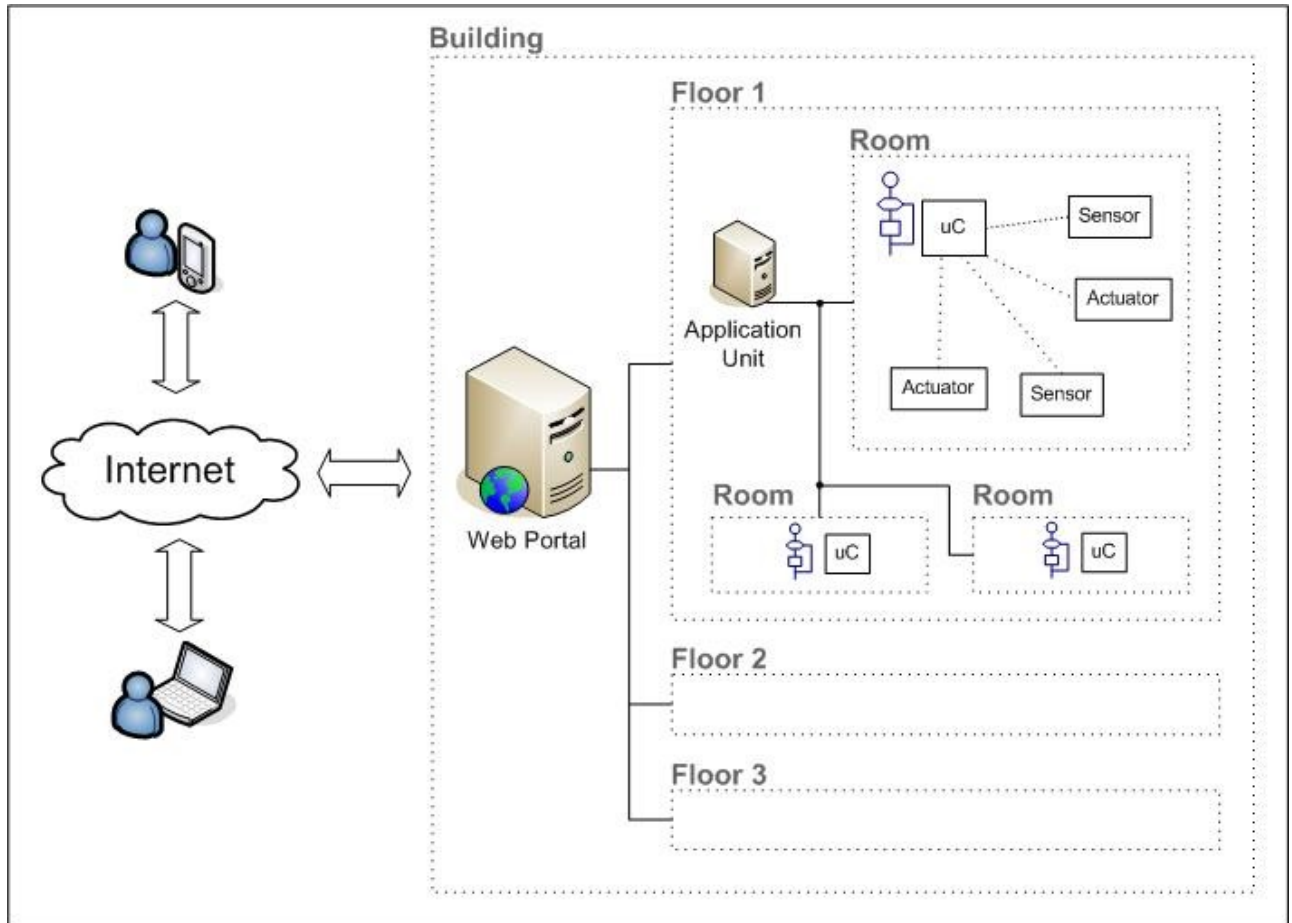 Building
Floor 1
Room
uC
Sensor
Actuator
Actuator
Sensor
Application
Unit
Internet
Web Portal
Room
uC
Room
uC
Floor 2
Floor 3